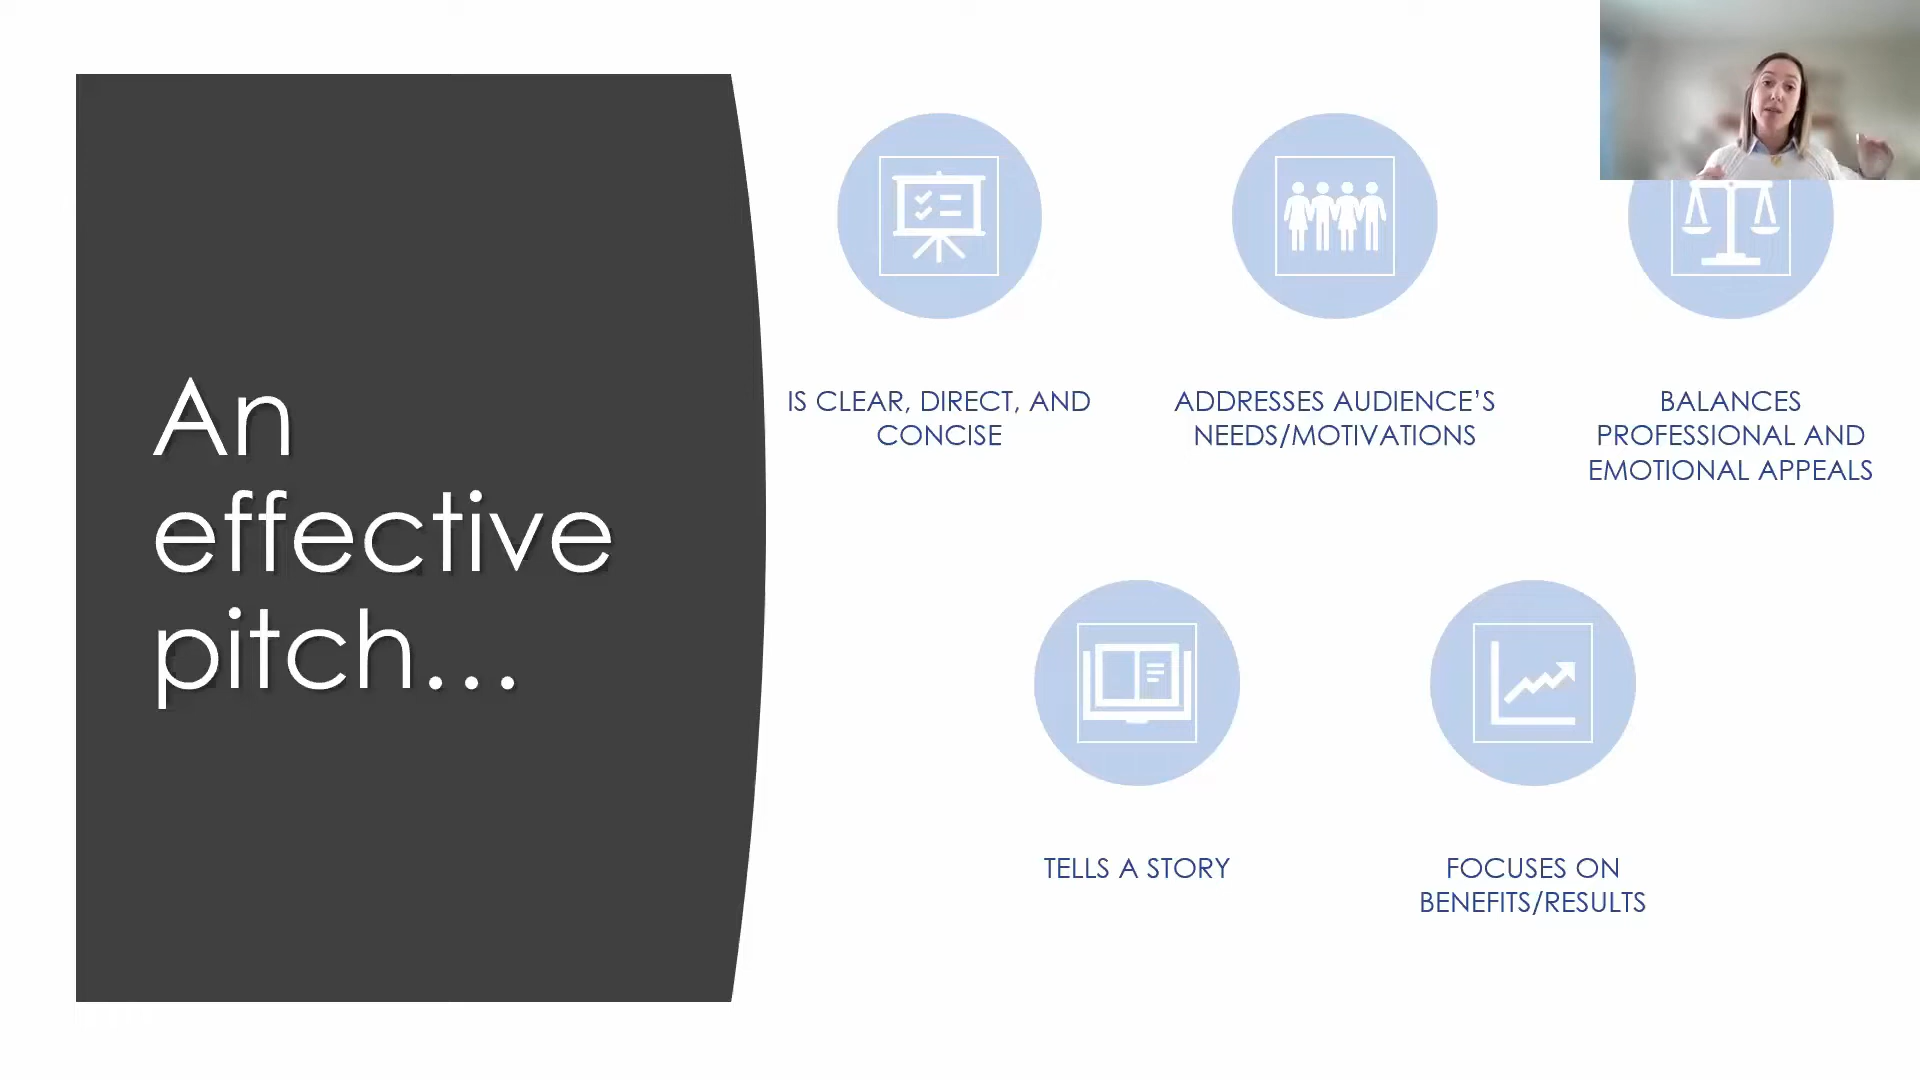 An
effective
pitch…
IS CLEAR, DIRECT, AND
CONCISE
ADDRESSES AUDIENCE’S
NEEDS/MOTIVATIONS
BALANCES
PROFESSIONAL AND
EMOTIONAL APPEALS
TELLS A STORY
FOCUSES ON
BENEFITS/RESULTS